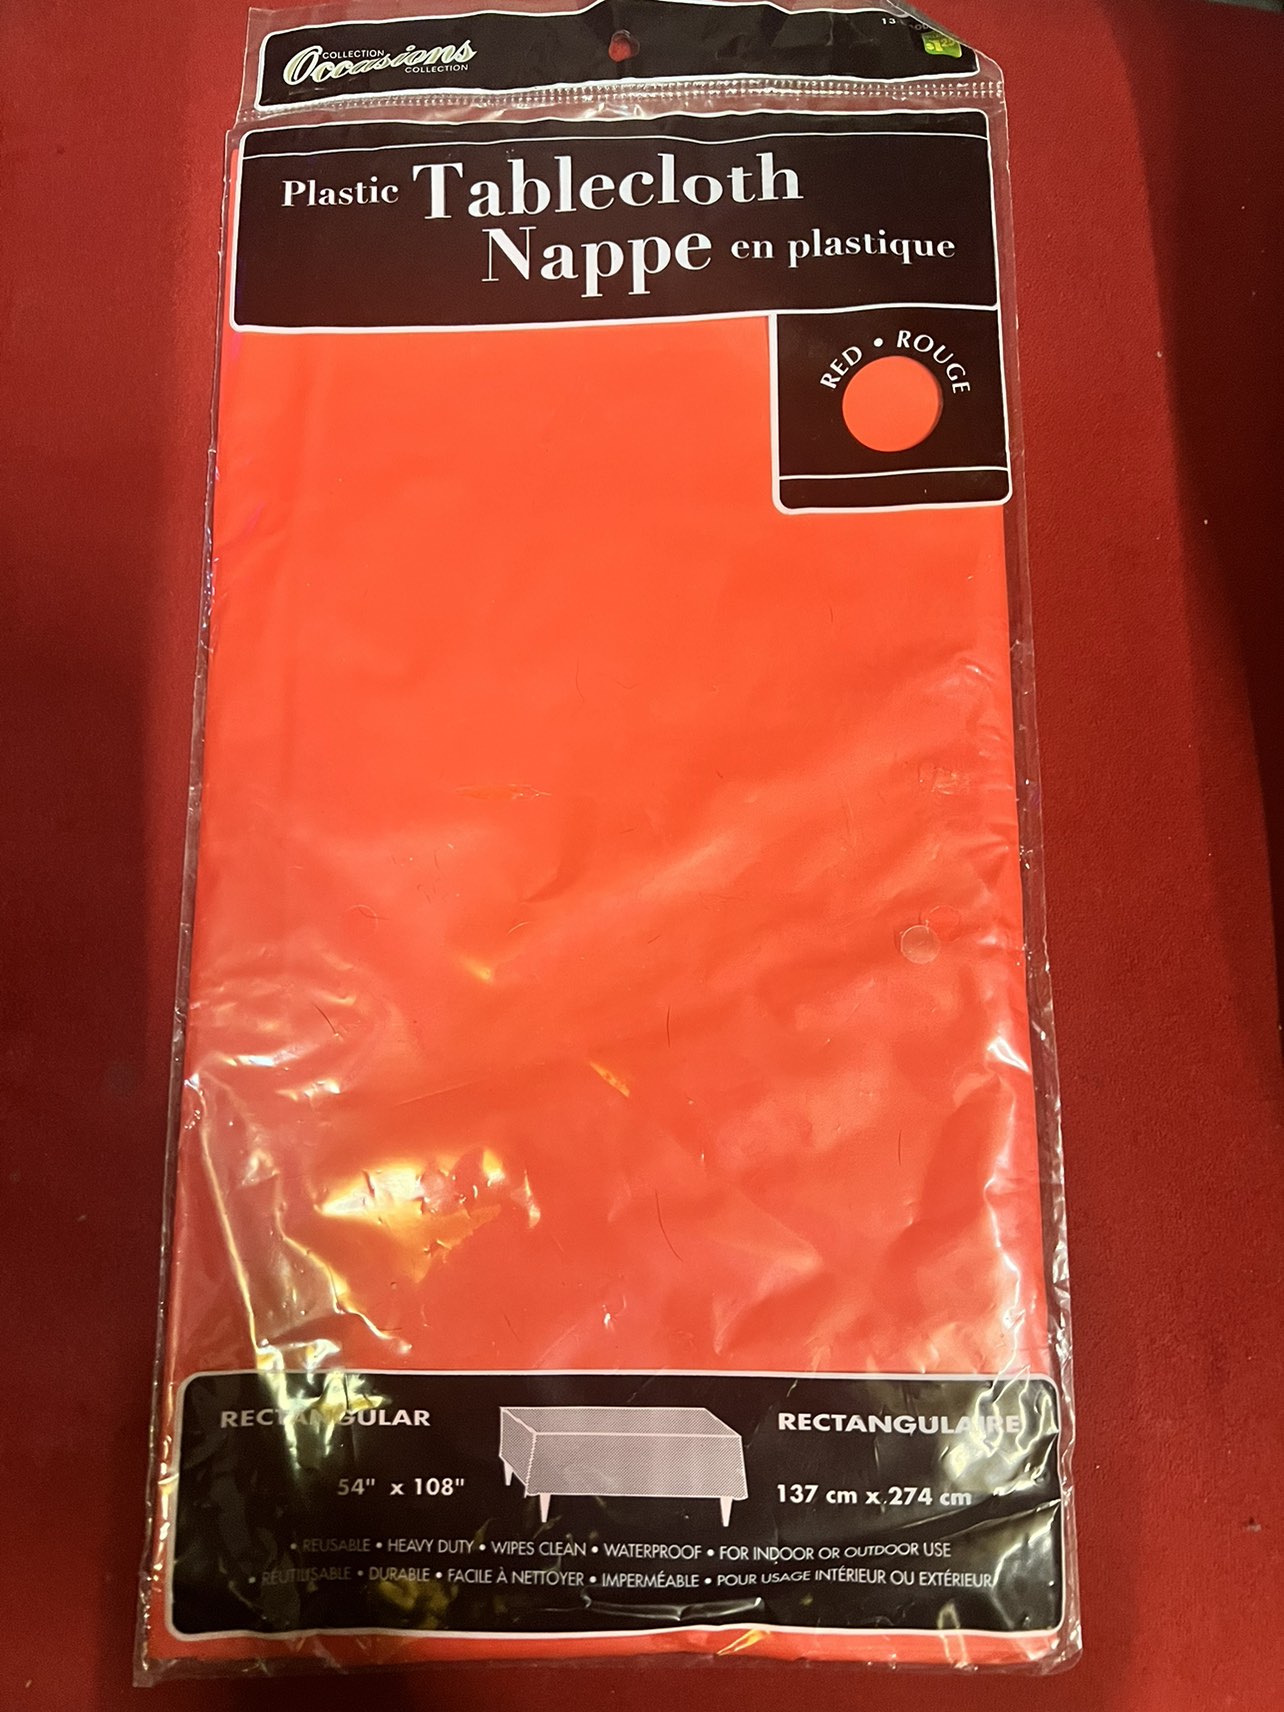 COLLECTION
Occasions
COLLECTION
Plastic Tablecloth
Nappe en plastique
RED • ROUGE
RECTANGULAR
RECTANGULAIRE
54" x 108"
137 cm x 274 cm
• REUSABLE • HEAVY DUTY • WIPES CLEAN • WATERPROOF • FOR INDOOR OR OUTDOOR USE
• RÉUTILISABLE • DURABLE • FACILE À NETTOYER • IMPERMÉABLE • POUR USAGE INTÉRIEUR OU EXTÉRIEUR